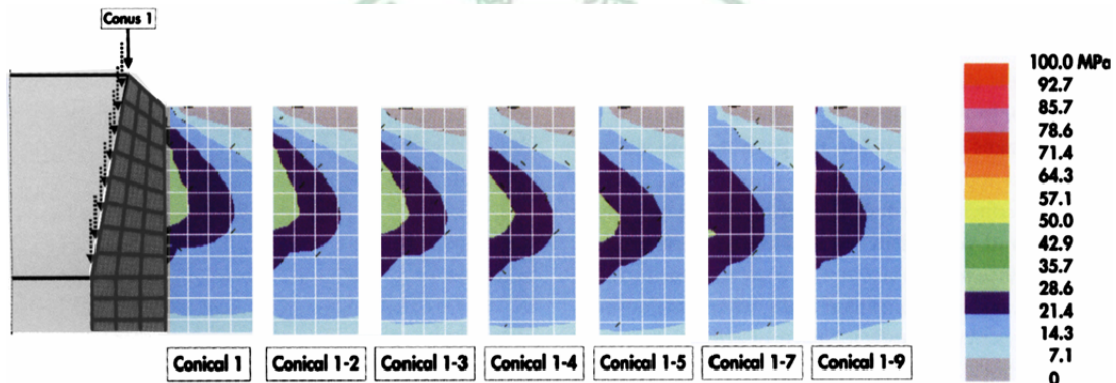 Conus 1
100.0 MPa
92.7
85.7
78.6
71.4
64.3
57.1
50.0
42.9
35.7
28.6
21.4
14.3
7.1
0
Conical 1
Conical 1-2
Conical 1-3
Conical 1-4
Conical 1-5
Conical 1-7
Conical 1-9